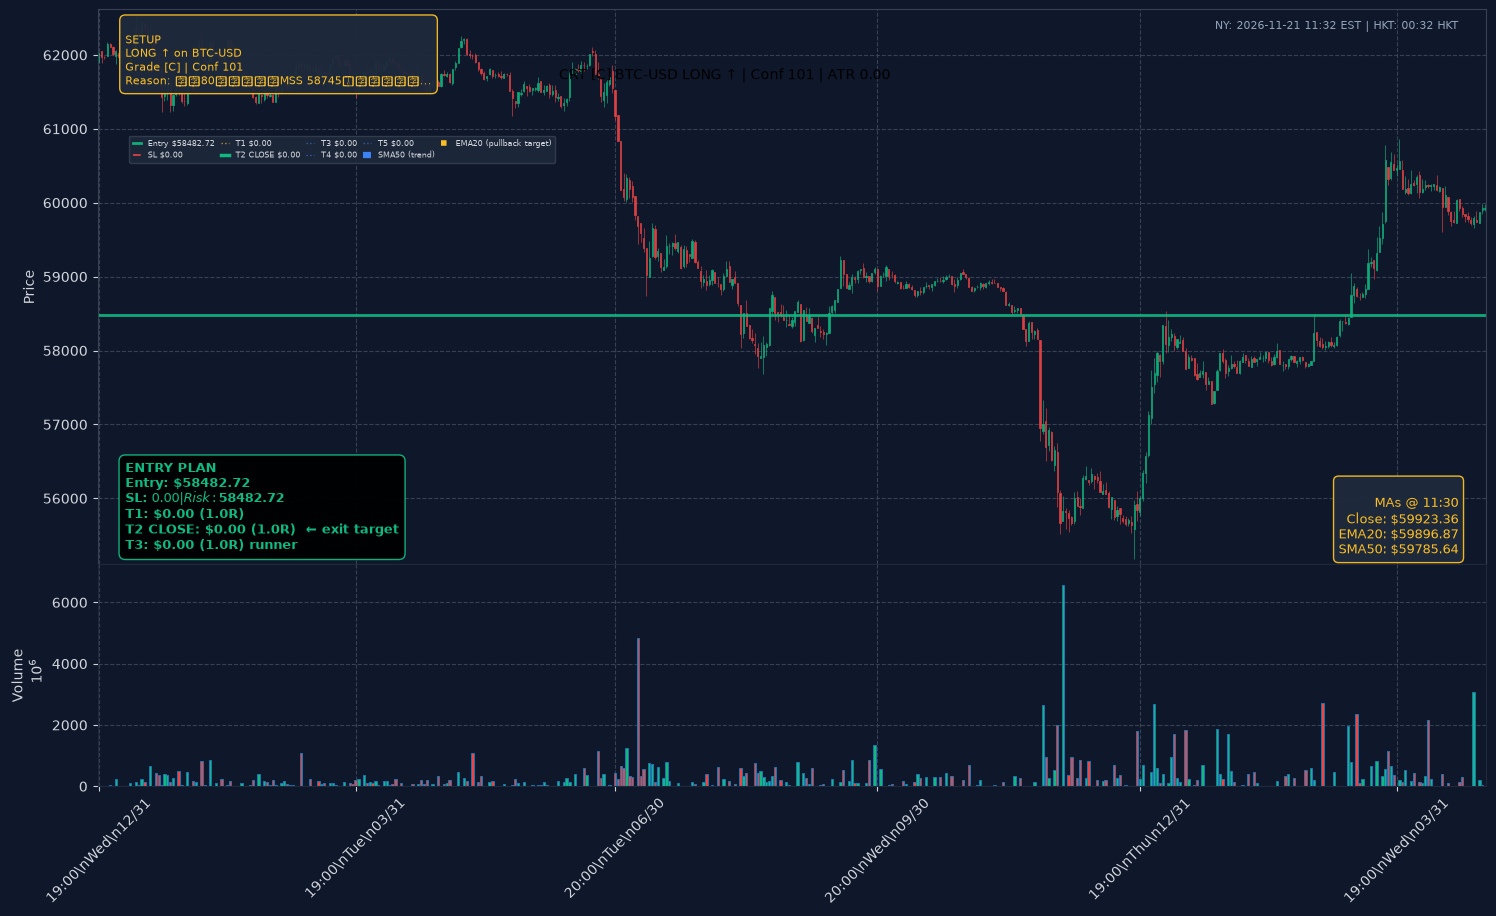 NY: 2026-11-21 11:32 EST | HKT: 00:32 HKT
SETUP
LONG ↑ on BTC-USD
Grade [C] | Conf 101
Reason: 80 MSS 58745 ...
BTC-USD LONG ↑ | Conf 101 | ATR 0.00
Entry $58482.72
SL $0.00
T1 $0.00
T2 CLOSE $0.00
T3 $0.00
T4 $0.00
T5 $0.00
SMA50 (trend)
EMA20 (pullback target)
Price
62000
61000
60000
59000
58000
57000
56000
ENTRY PLAN
Entry: $58482.72
SL: 0.00|Risk:58482.72
T1: $0.00 (1.0R)
T2 CLOSE: $0.00 (1.0R) ← exit target
T3: $0.00 (1.0R) runner
MAs @ 11:30
Close: $59923.36
EMA20: $59896.87
SMA50: $59785.64
Volume
10⁶
6000
4000
2000
0
19:00\nWed\n12/31
19:00\nTue\n03/31
20:00\nTue\n06/30
20:00\nWed\n09/30
19:00\nThu\n12/31
19:00\nWed\n03/31